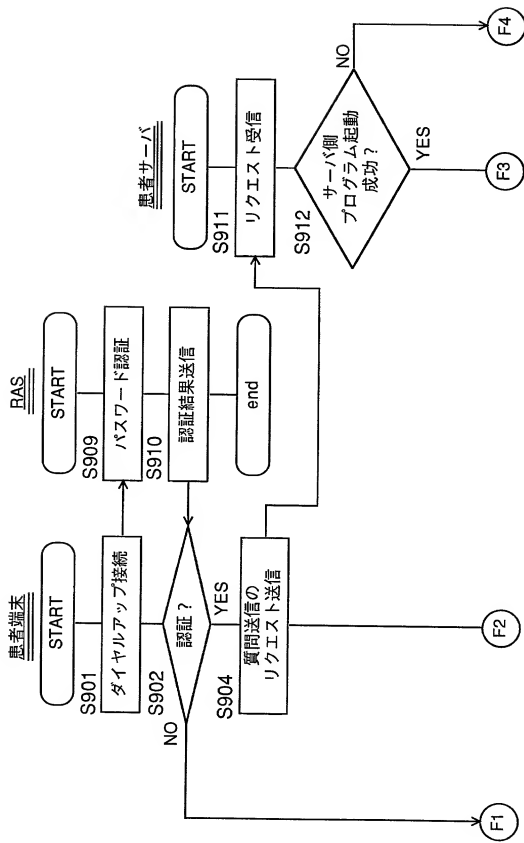 患者端末
START
S901
ダイヤルアップ接続
S902
認証?
NO
YES
S904
質問送信の
リクエスト送信
F1
F2
RAS
START
S909
パスワード認証
S910
認証結果送信
end
患者サーバ
START
S911
リクエスト受信
S912
サーバ側
プログラム起動
成功?
NO
YES
F3
F4